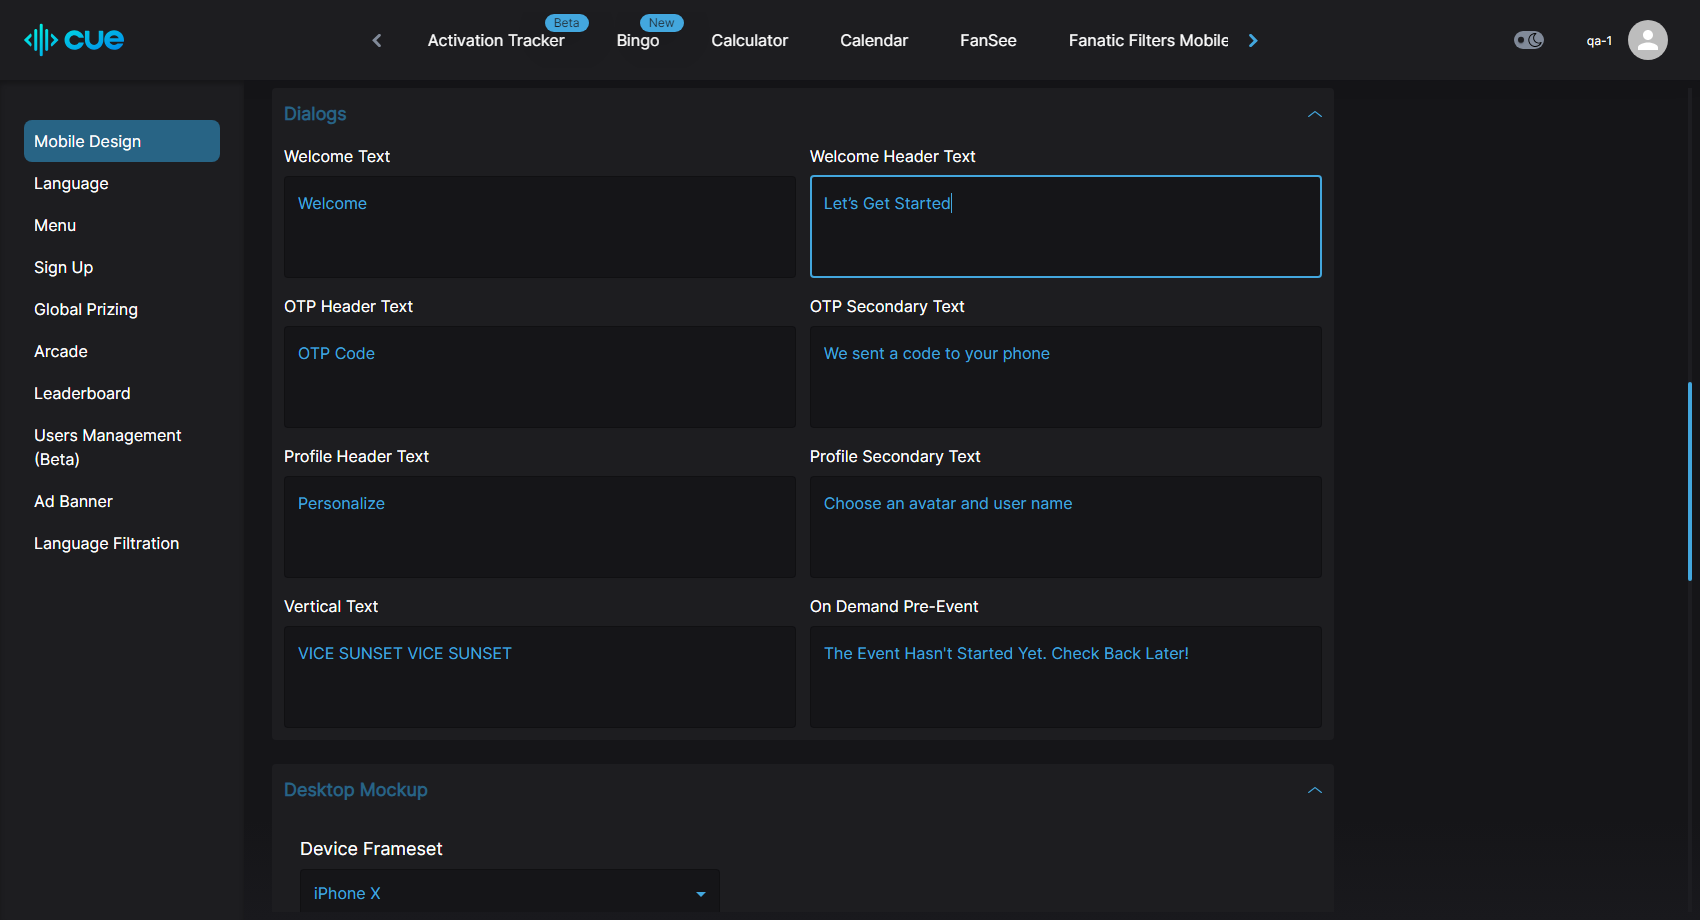 cue
Activation Tracker
Beta
Bingo
New
Calculator
Calendar
FanSee
Fanatic Filters Mobile
qa-1
Mobile Design
Language
Menu
Sign Up
Global Prizing
Arcade
Leaderboard
Users Management
(Beta)
Ad Banner
Language Filtration
Dialogs
Welcome Text
Welcome
Welcome Header Text
Let’s Get Started
OTP Header Text
OTP Code
OTP Secondary Text
We sent a code to your phone
Profile Header Text
Personalize
Profile Secondary Text
Choose an avatar and user name
Vertical Text
VICE SUNSET VICE SUNSET
On Demand Pre-Event
The Event Hasn't Started Yet. Check Back Later!
Desktop Mockup
Device Frameset
iPhone X